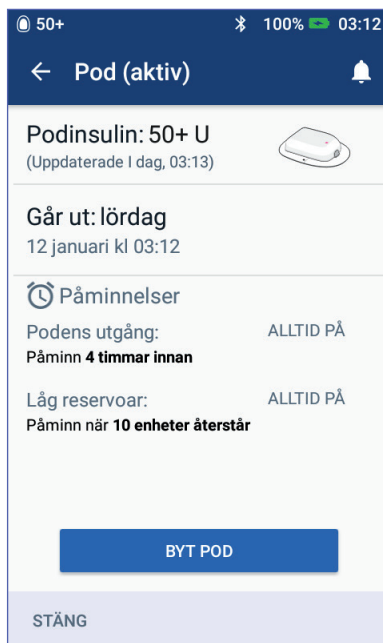 50+ 100% 03:12
Pod (aktiv)
Podinsulin: 50+ U
(Uppdaterade I dag, 03:13)
Går ut: lördag
12 januari kl 03:12
Påminnelser
Podens utgång: ALLTID PÅ
Påminn 4 timmar innan
Låg reservoar: ALLTID PÅ
Påminn när 10 enheter återstår
BYT POD
STÄNG